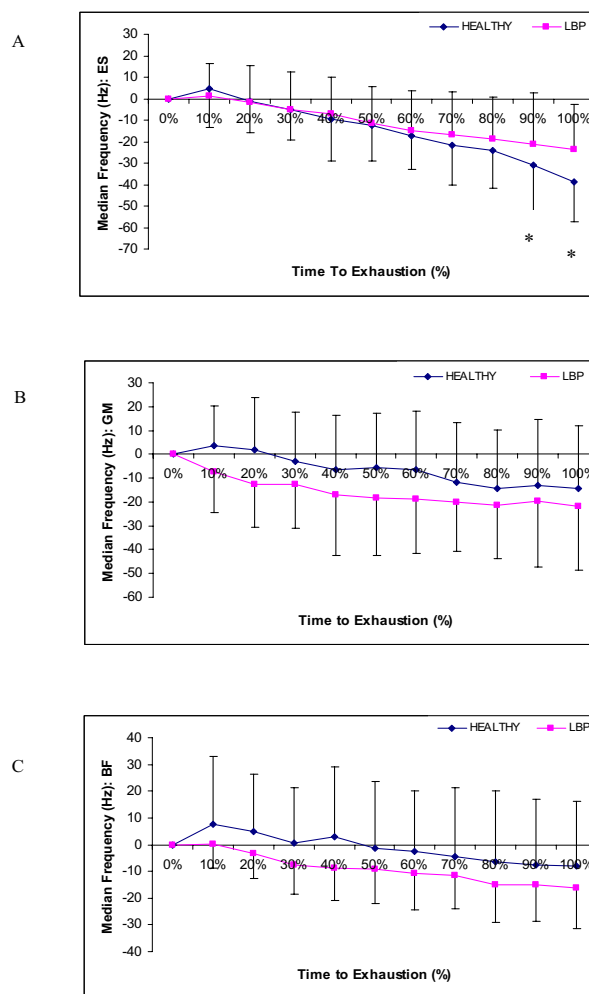 A
HEALTHY LBP
30
20
10
0
-10
-20
-30
-40
-50
-60
-70
Median Frequency (Hz): ES
0% 10% 20% 30% 40% 50% 60% 70% 80% 90% 100%
* *
Time To Exhaustion (%)
B
HEALTHY LBP
30
20
10
0
-10
-20
-30
-40
-50
-60
Median Frequency (Hz): GM
0% 10% 20% 30% 40% 50% 60% 70% 80% 90% 100%
Time to Exhaustion (%)
C
HEALTHY LBP
40
30
20
10
0
-10
-20
-30
-40
Median Frequency (Hz): BF
0% 10% 20% 30% 40% 50% 60% 70% 80% 90% 100%
Time to Exhaustion (%)